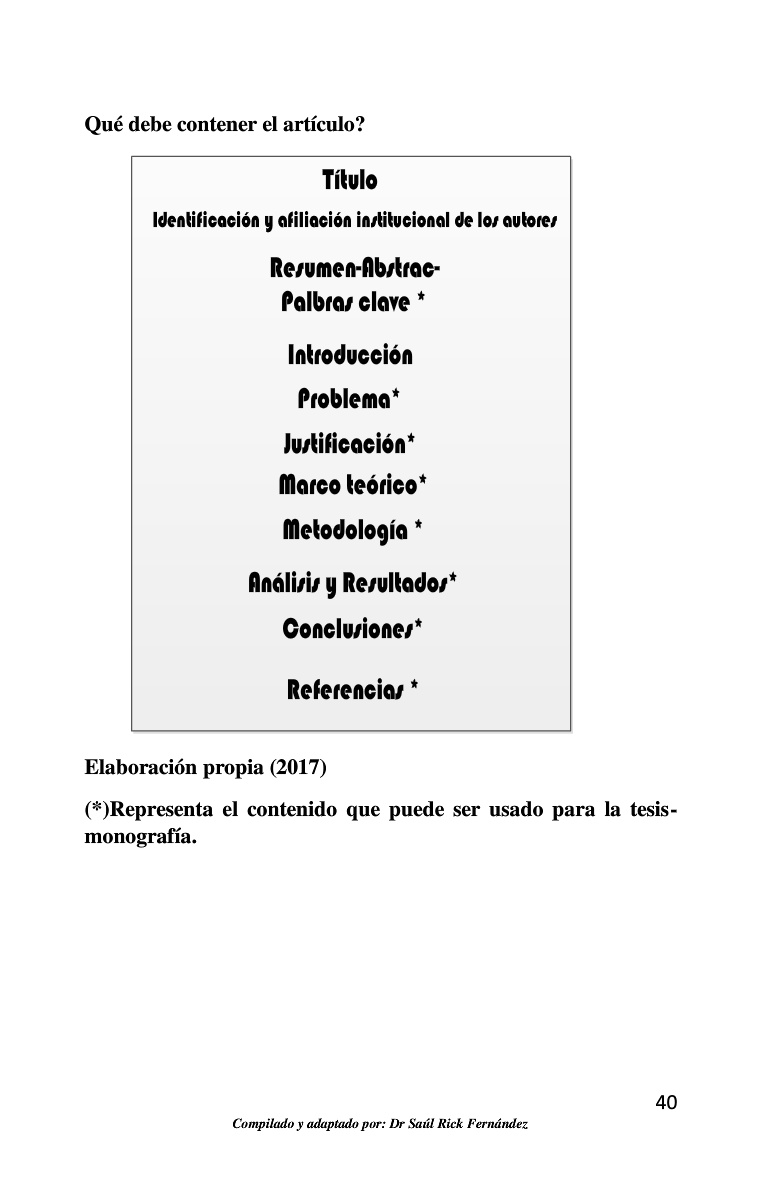 Qué debe contener el artículo?
Título
Identificación y afiliación institucional de los autores
Resumen-Abstrac-
Palbras clave *
Introducción
Problema*
Justificación*
Marco teórico*
Metodología *
Análisis y Resultados*
Conclusiones*
Referencias *
Elaboración propia (2017)
(*)Representa el contenido que puede ser usado para la tesis-
monografía.
40
Compilado y adaptado por: Dr Saúl Rick Fernández